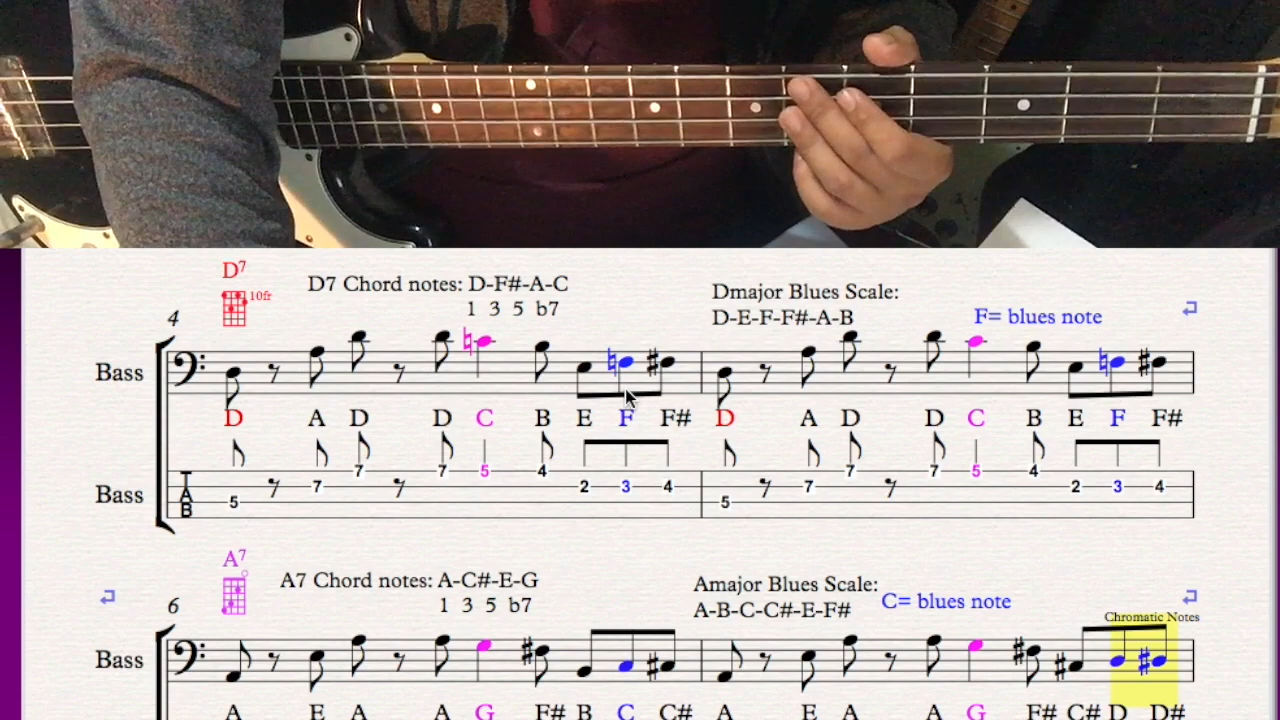 D7
10fr
D7 Chord notes: D-F#-A-C
1 3 5 b7
Dmajor Blues Scale:
D-E-F-F#-A-B
F= blues note
4
Bass
D A D D C B E F F# D A D D C B E F F#
Bass
T
A
B
5 7 7 7 5 4 2 3 4 5 7 7 7 5 4 2 3 4
A7
A7 Chord notes: A-C#-E-G
1 3 5 b7
Amajor Blues Scale:
A-B-C-C#-E-F#
C= blues note
6
Chromatic Notes
Bass
A E A A G F# B C C# A E A A G F# C# D D#